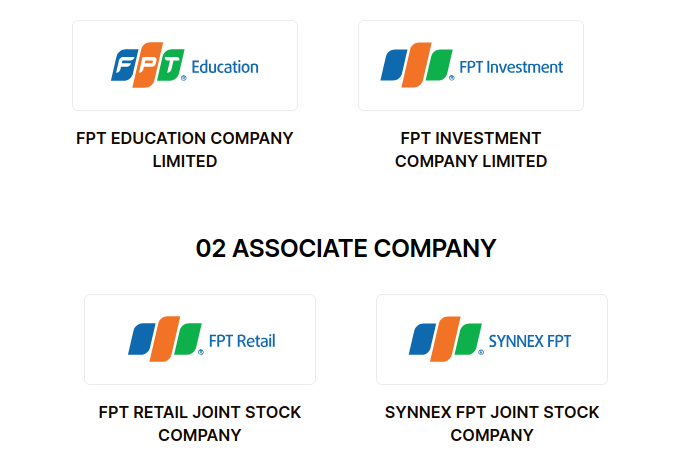 FPT Education
FPT Investment
FPT EDUCATION COMPANY
LIMITED
FPT INVESTMENT
COMPANY LIMITED
02 ASSOCIATE COMPANY
FPT Retail
SYNNEX FPT
FPT RETAIL JOINT STOCK
COMPANY
SYNNEX FPT JOINT STOCK
COMPANY